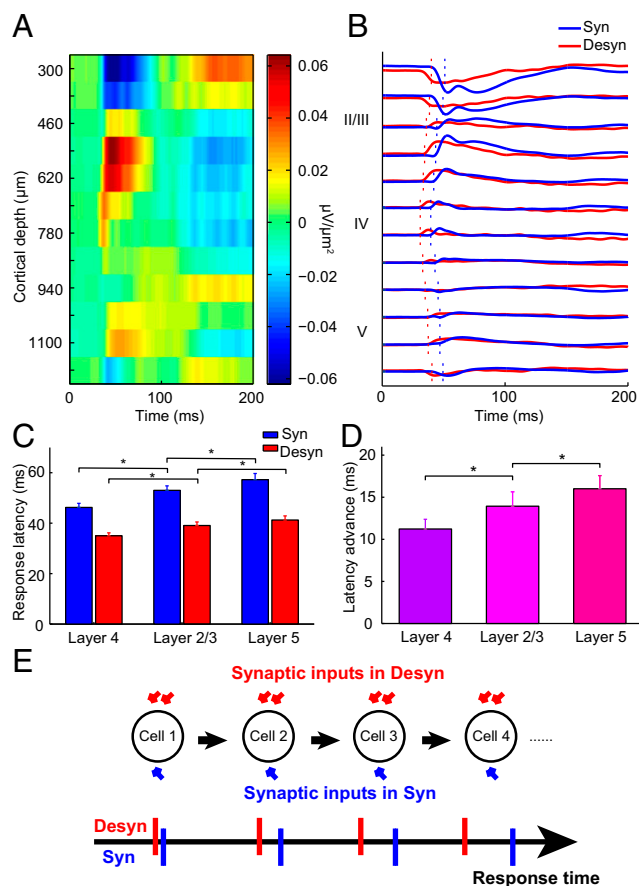 A
300
460
620
780
940
1100
Cortical depth (µm)
0
100
200
Time (ms)
0.06
0.04
0.02
0
−0.02
−0.04
−0.06
µV/µm²
B
Syn
Desyn
II/III
IV
V
0
100
200
Time (ms)
C
Syn
Desyn
Response latency (ms)
60
40
20
0
* *
* *
Layer 4 Layer 2/3 Layer 5
D
Latency advance (ms)
20
15
10
5
0
* *
Layer 4 Layer 2/3 Layer 5
E
Synaptic inputs in Desyn
Cell 1 Cell 2 Cell 3 Cell 4 ......
Synaptic inputs in Syn
Desyn
Syn
Response time